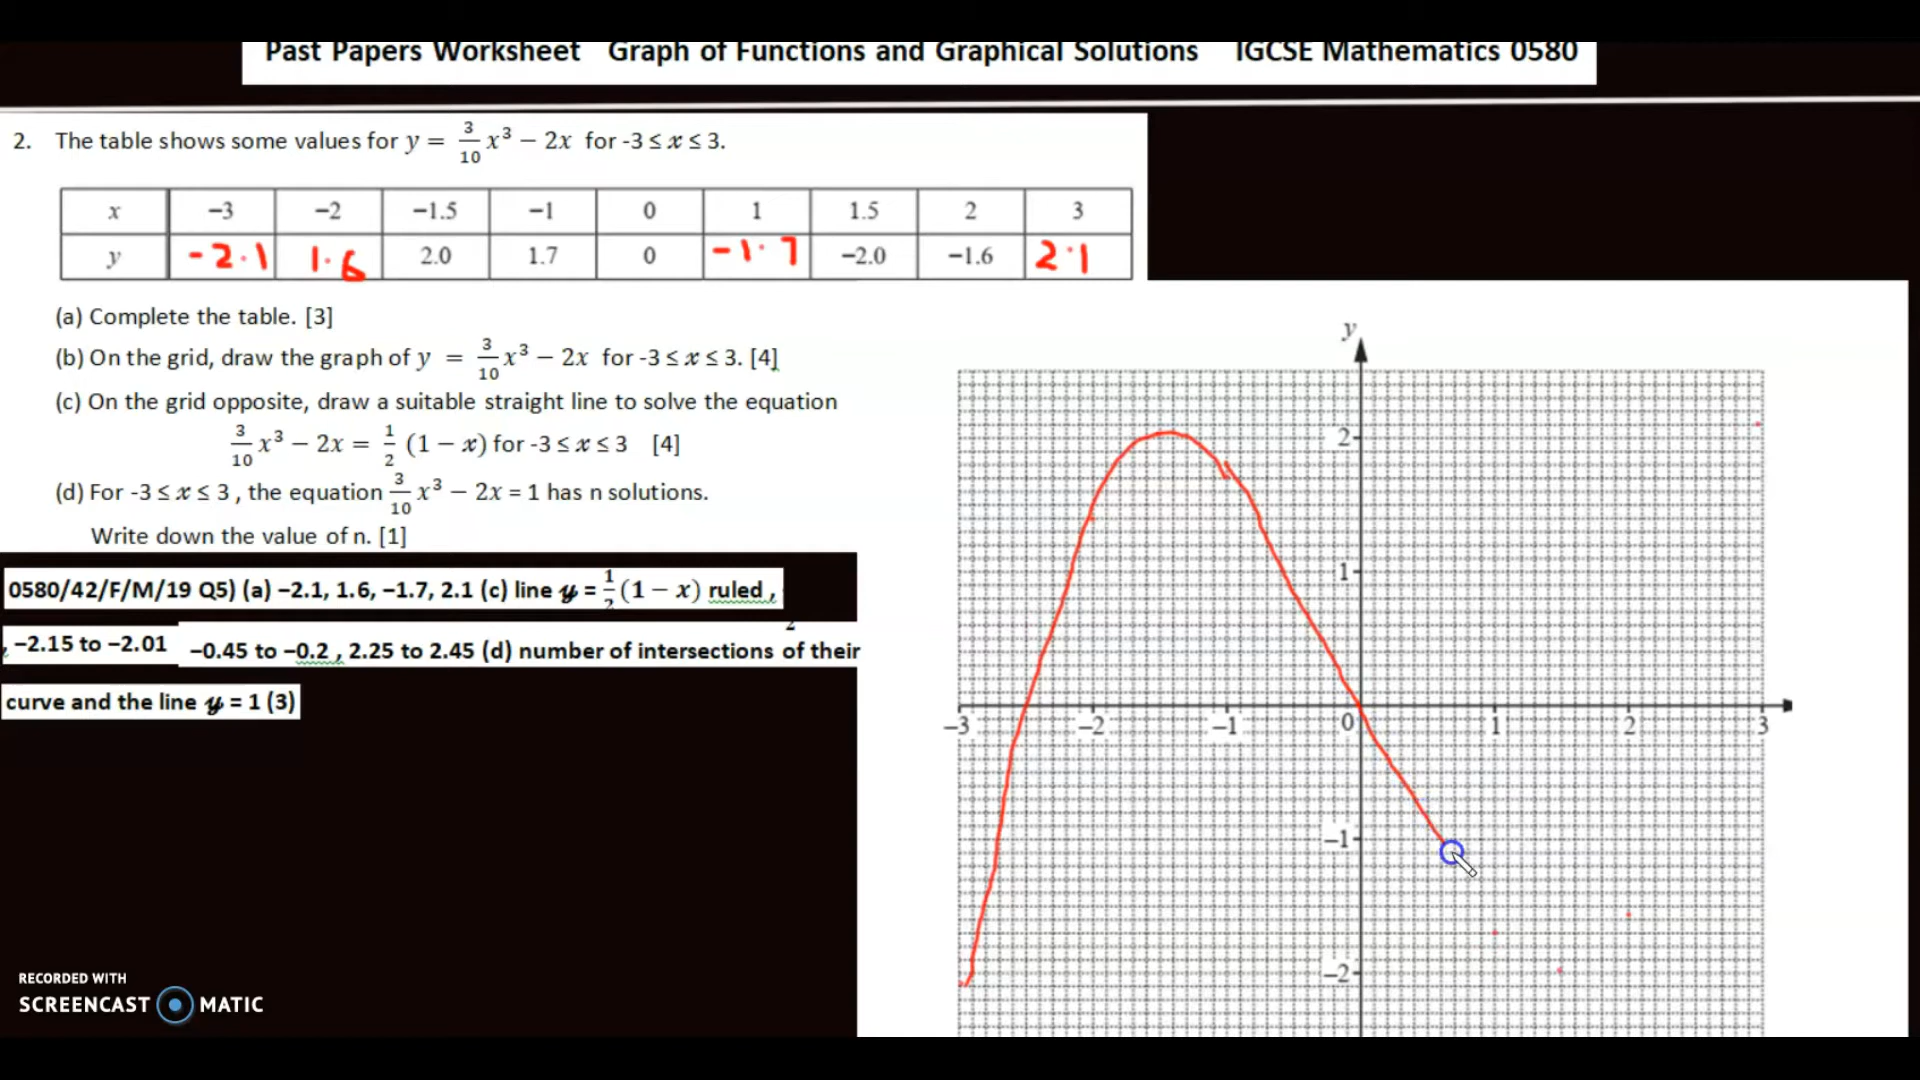 Past Papers Worksheet Graph of Functions and Graphical Solutions IGCSE Mathematics 0580
2. The table shows some values for y = 3/10 x³ − 2x for -3 ≤ x ≤ 3.
x −3 −2 −1.5 −1 0 1 1.5 2 3
y -2.1 1.6 2.0 1.7 0 -1.7 −2.0 −1.6 2.1
(a) Complete the table. [3]
(b) On the grid, draw the graph of y = 3/10 x³ − 2x for -3 ≤ x ≤ 3. [4]
(c) On the grid opposite, draw a suitable straight line to solve the equation
3/10 x³ − 2x = 1/2 (1 − x) for -3 ≤ x ≤ 3 [4]
(d) For -3 ≤ x ≤ 3 , the equation 3/10 x³ − 2x = 1 has n solutions.
Write down the value of n. [1]
0580/42/F/M/19 Q5) (a) −2.1, 1.6, −1.7, 2.1 (c) line y = 1/2 (1 − x) ruled ,
, −2.15 to −2.01 −0.45 to −0.2 , 2.25 to 2.45 (d) number of intersections of their
curve and the line y = 1 (3)
y
2
1
−3 −2 −1 0 1 2 3
−1
−2
RECORDED WITH
SCREENCAST MATIC